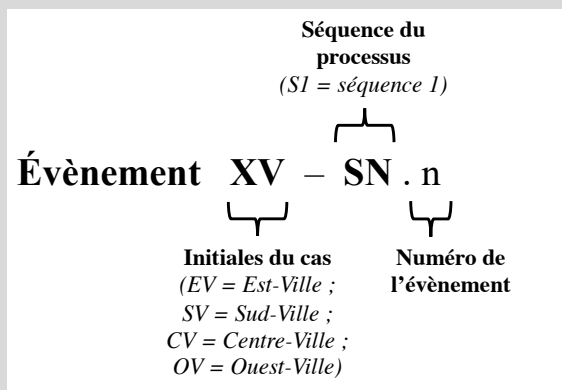 Séquence du
processus
(S1 = séquence 1)
Évènement XV – SN . n
Initiales du cas
(EV = Est-Ville ;
SV = Sud-Ville ;
CV = Centre-Ville ;
OV = Ouest-Ville)
Numéro de
l'évènement